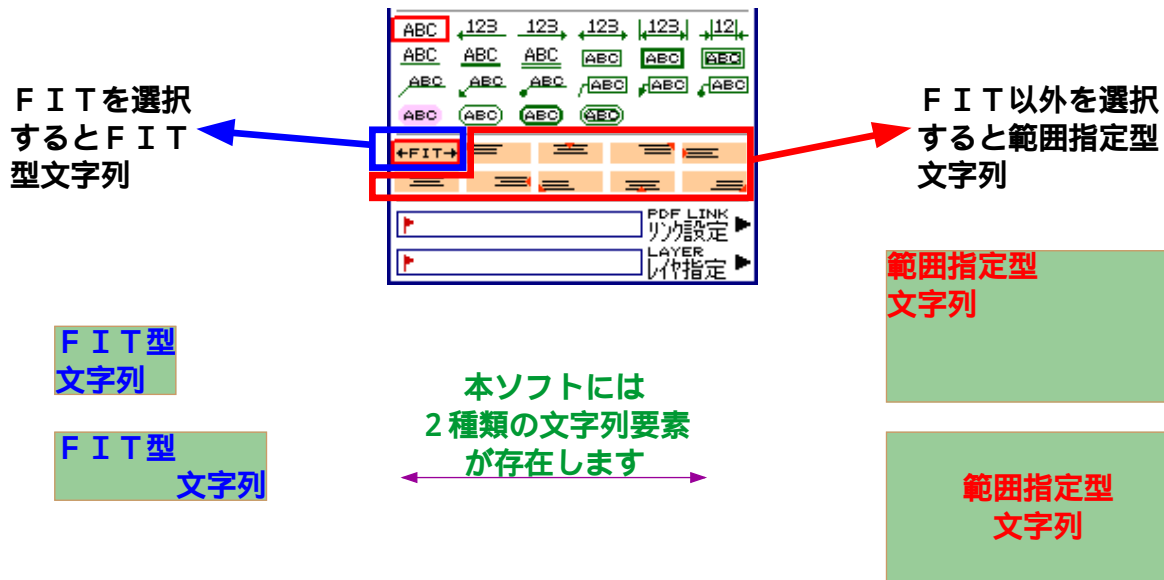 ABC 123 123 123 123 12
ABC ABC ABC ABC ABC ABC
ABC ABC ABC ABC ABC ABC
ABC ABC ABC ABC
←FIT→
PDF LINK
リンク設定
LAYER
レイヤ指定
ＦＩＴを選択
するとＦＩＴ
型文字列
ＦＩＴ以外を選択
すると範囲指定型
文字列
ＦＩＴ型
文字列
ＦＩＴ型
文字列
本ソフトには
２種類の文字列要素
が存在します
範囲指定型
文字列
範囲指定型
文字列